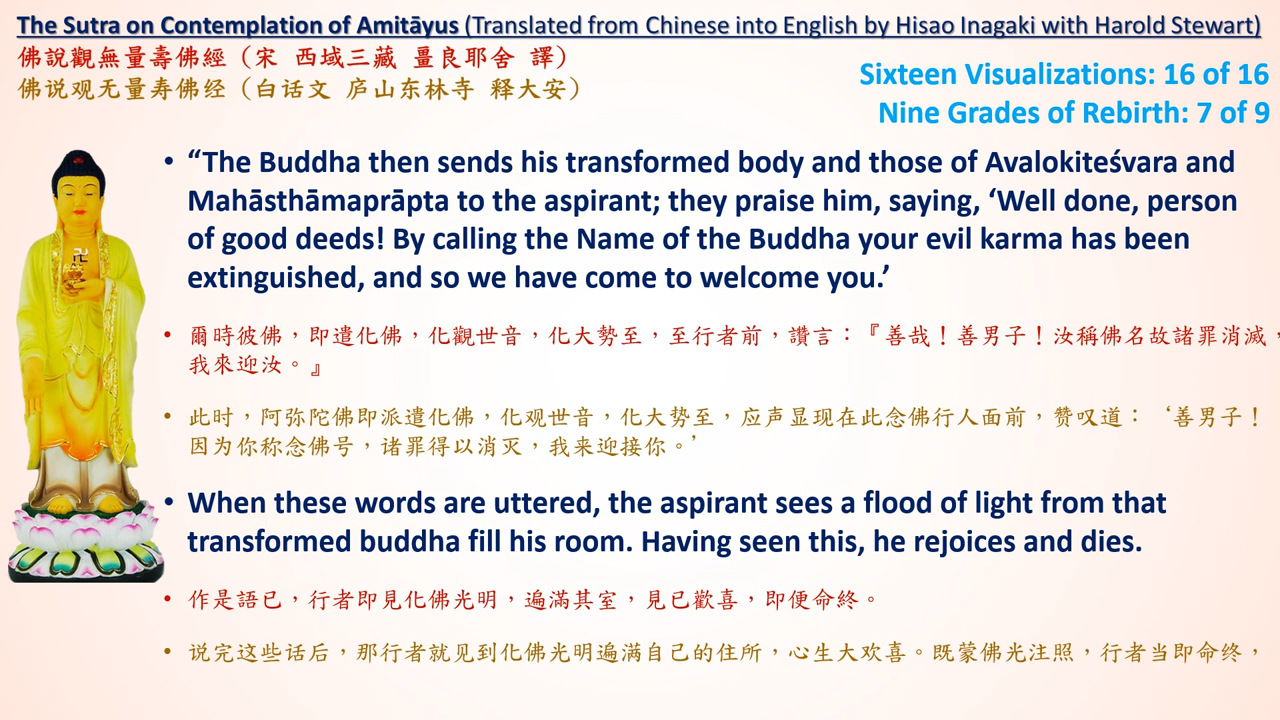 The Sutra on Contemplation of Amitāyus (Translated from Chinese into English by Hisao Inagaki with Harold Stewart)
佛說觀無量壽佛經（宋 西域三藏 畺良耶舍 譯）
佛说观无量寿佛经（白话文 庐山东林寺 释大安）
Sixteen Visualizations: 16 of 16
Nine Grades of Rebirth: 7 of 9
• “The Buddha then sends his transformed body and those of Avalokiteśvara and
Mahāsthāmaprāpta to the aspirant; they praise him, saying, ‘Well done, person
of good deeds! By calling the Name of the Buddha your evil karma has been
extinguished, and so we have come to welcome you.’
• 爾時彼佛，即遣化佛，化觀世音，化大勢至，至行者前，讚言：『善哉！善男子！汝稱佛名故諸罪消滅，
我來迎汝。』
• 此时，阿弥陀佛即派遣化佛，化观世音，化大势至，应声显现在此念佛行人面前，赞叹道：‘善男子！
因为你称念佛号，诸罪得以消灭，我来迎接你。’
• When these words are uttered, the aspirant sees a flood of light from that
transformed buddha fill his room. Having seen this, he rejoices and dies.
• 作是語已，行者即見化佛光明，遍滿其室，見已歡喜，即便命終。
• 说完这些话后，那行者就见到化佛光明遍满自己的住所，心生大欢喜。既蒙佛光注照，行者当即命终，